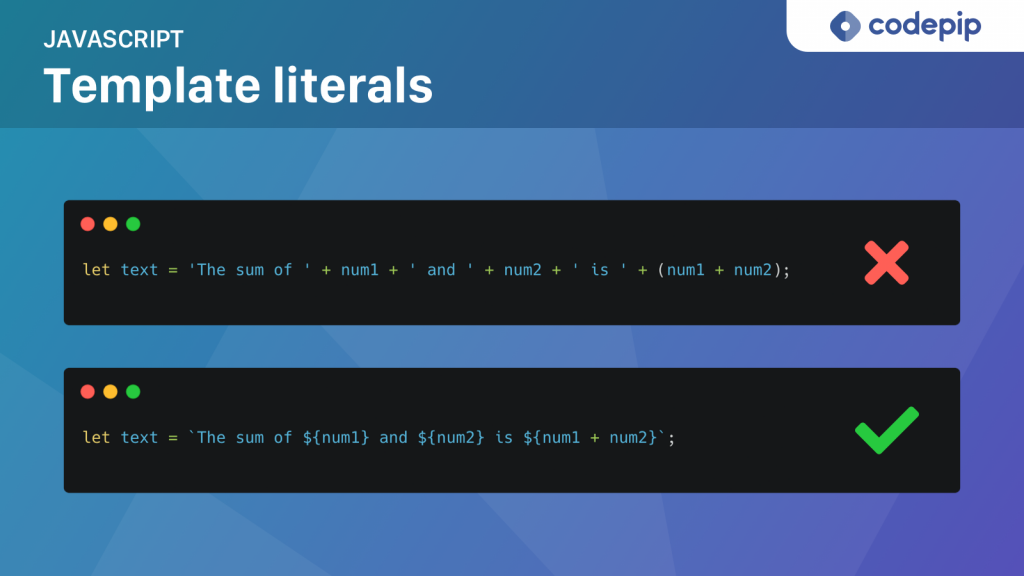 codepip
JAVASCRIPT
Template literals
let text = 'The sum of ' + num1 + ' and ' + num2 + ' is ' + (num1 + num2);
let text = `The sum of ${num1} and ${num2} is ${num1 + num2}`;